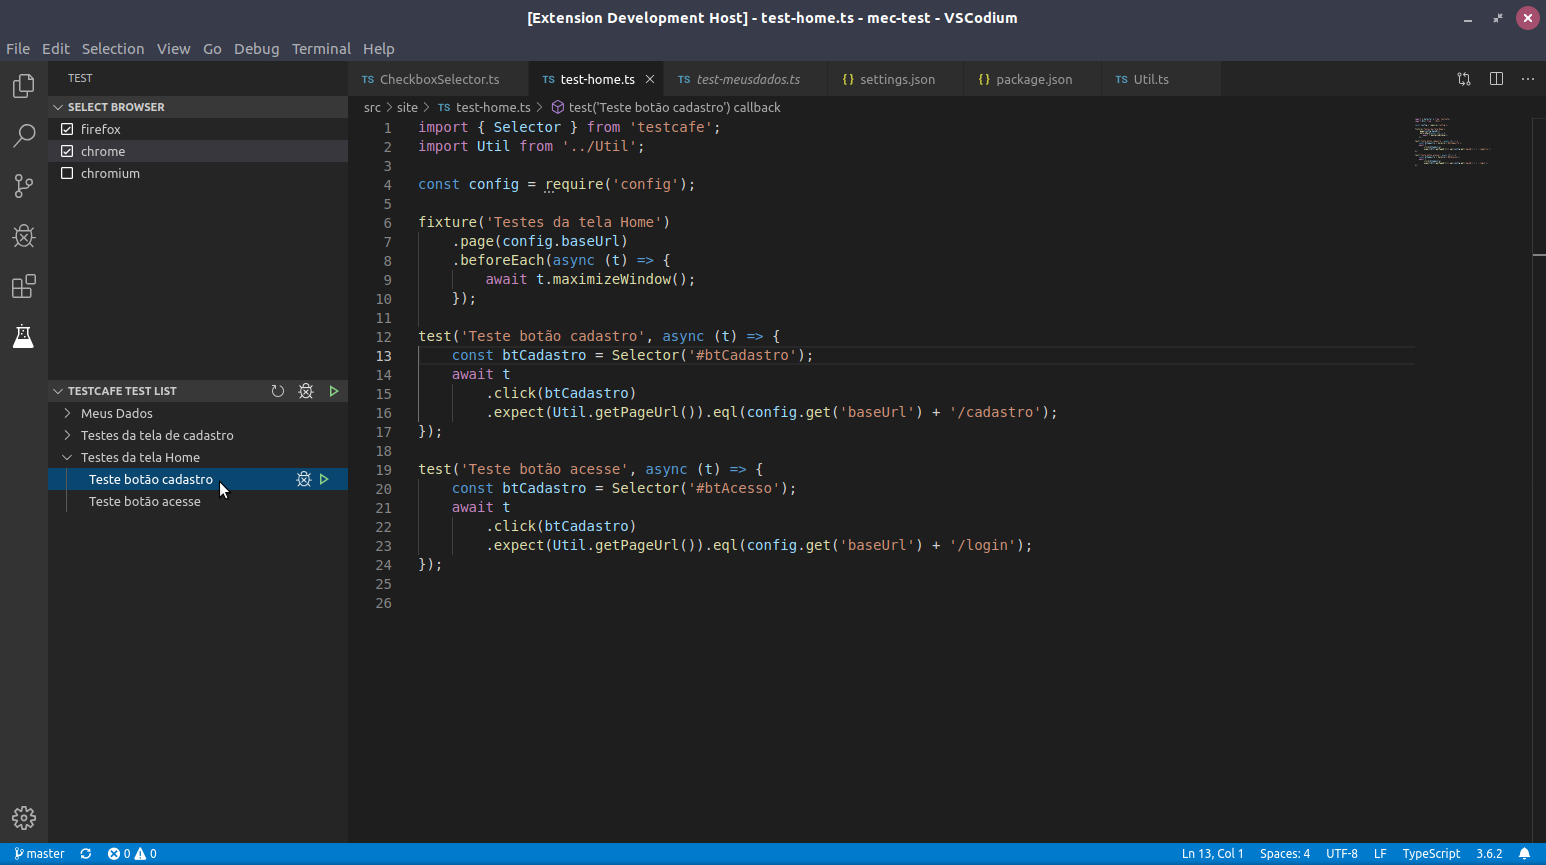 [Extension Development Host] - test-home.ts - mec-test - VSCodium
File Edit Selection View Go Debug Terminal Help
TEST
SELECT BROWSER
firefox
chrome
chromium
TESTCAFE TEST LIST
Meus Dados
Testes da tela de cadastro
Testes da tela Home
Teste botão cadastro
Teste botão acesse
TS CheckboxSelector.ts TS test-home.ts TS test-meusdados.ts {} settings.json {} package.json TS Util.ts
src > site > TS test-home.ts > test('Teste botão cadastro') callback
1 import { Selector } from 'testcafe';
2 import Util from '../Util';
3
4 const config = require('config');
5
6 fixture('Testes da tela Home')
7     .page(config.baseUrl)
8     .beforeEach(async (t) => {
9         await t.maximizeWindow();
10     });
11
12 test('Teste botão cadastro', async (t) => {
13     const btCadastro = Selector('#btCadastro');
14     await t
15         .click(btCadastro)
16         .expect(Util.getPageUrl()).eql(config.get('baseUrl') + '/cadastro');
17 });
18
19 test('Teste botão acesse', async (t) => {
20     const btCadastro = Selector('#btAcesso');
21     await t
22         .click(btCadastro)
23         .expect(Util.getPageUrl()).eql(config.get('baseUrl') + '/login');
24 });
25
26
master 0 0 Ln 13, Col 1 Spaces: 4 UTF-8 LF TypeScript 3.6.2